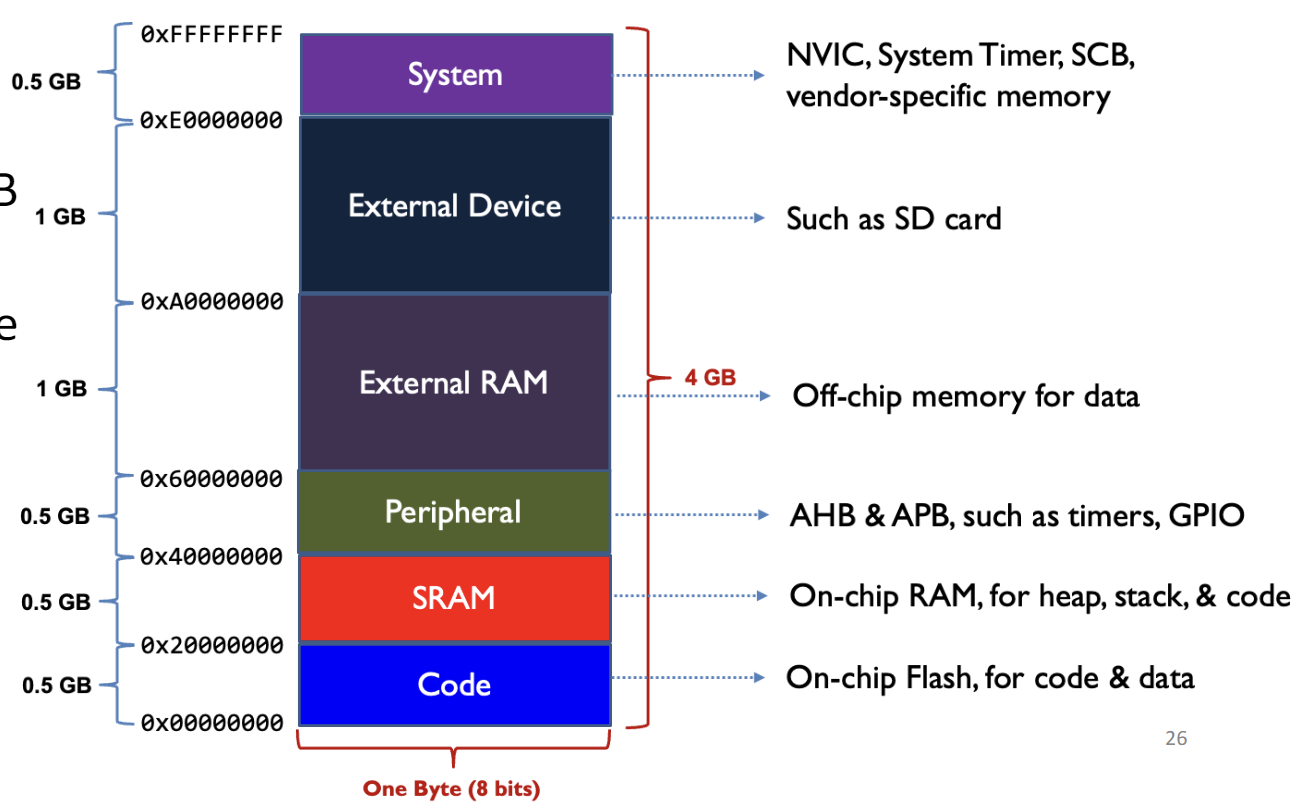 0xFFFFFFFF
System
NVIC, System Timer, SCB,
vendor-specific memory
0.5 GB
0xE0000000
B
External Device
1 GB
Such as SD card
0xA0000000
e
External RAM
4 GB
1 GB
Off-chip memory for data
0x60000000
Peripheral
0.5 GB
AHB & APB, such as timers, GPIO
0x40000000
SRAM
0.5 GB
On-chip RAM, for heap, stack, & code
0x20000000
Code
0.5 GB
On-chip Flash, for code & data
0x00000000
26
One Byte (8 bits)